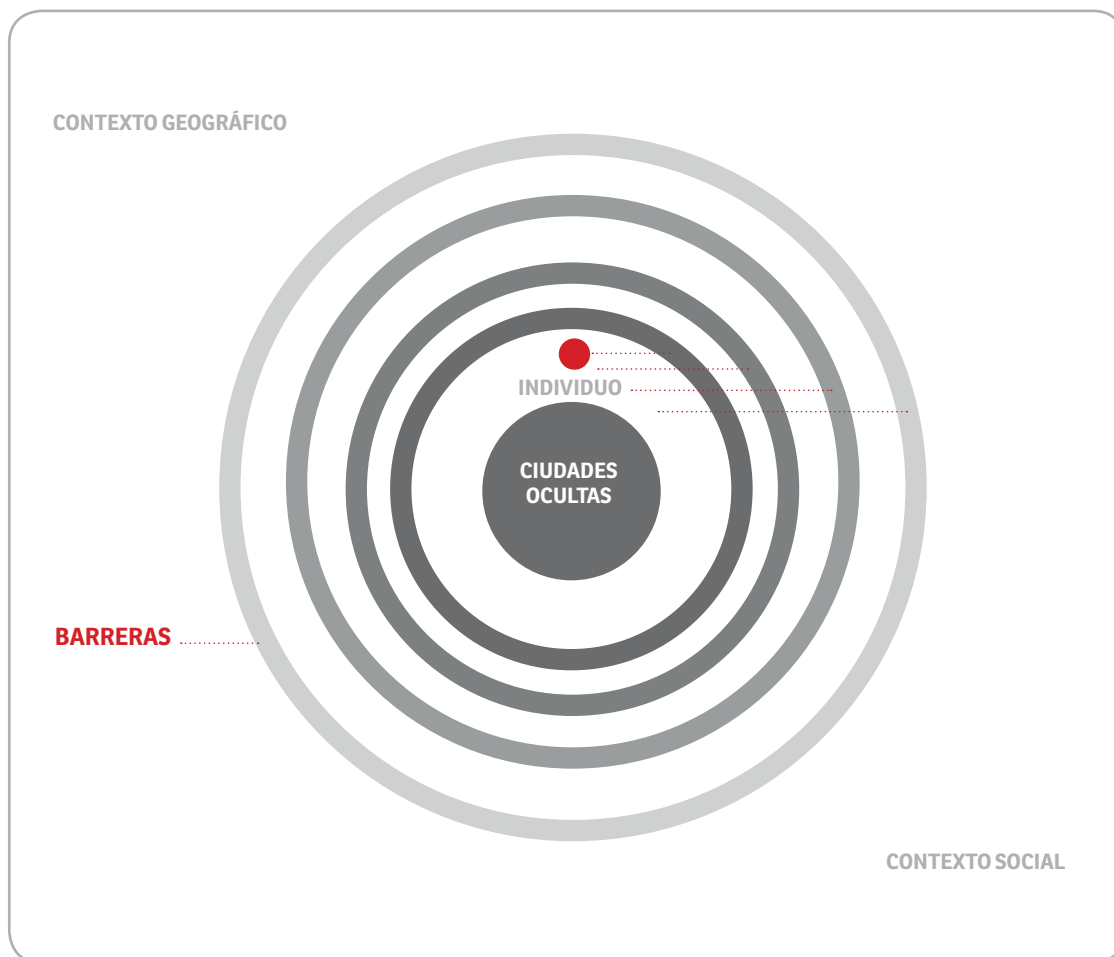 CONTEXTO GEOGRÁFICO
INDIVIDUO
CIUDADES
OCULTAS
BARRERAS
CONTEXTO SOCIAL